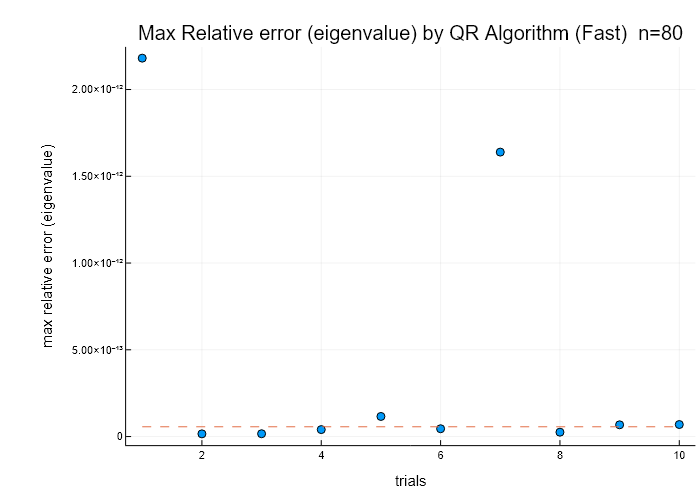 Max Relative error (eigenvalue) by QR Algorithm (Fast) n=80
max relative error (eigenvalue)
2.00×10⁻¹²
1.50×10⁻¹²
1.00×10⁻¹²
5.00×10⁻¹³
0
2 4 6 8 10
trials